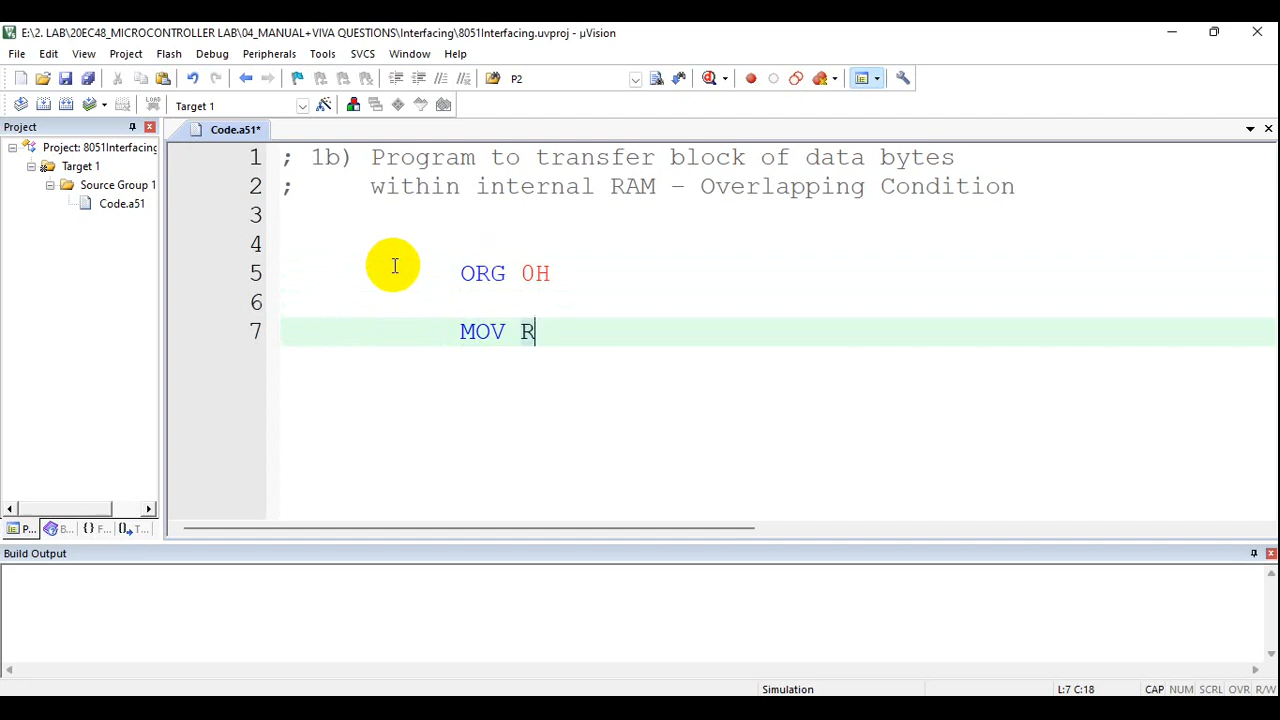 E:\2. LAB\20EC48_MICROCONTROLLER LAB\04_MANUAL+VIVA QUESTIONS\Interfacing\8051Interfacing.uvproj - µVision
File Edit View Project Flash Debug Peripherals Tools SVCS Window Help
P2
LOAD Target 1
Project
Code.a51*
Project: 8051Interfacing
Target 1
Source Group 1
Code.a51
1 ; 1b) Program to transfer block of data bytes
2 ; within internal RAM - Overlapping Condition
3
4
5 ORG 0H
6
7 MOV R
P... B... {} F... T...
Build Output
Simulation L:7 C:18 CAP NUM SCRL OVR R/W